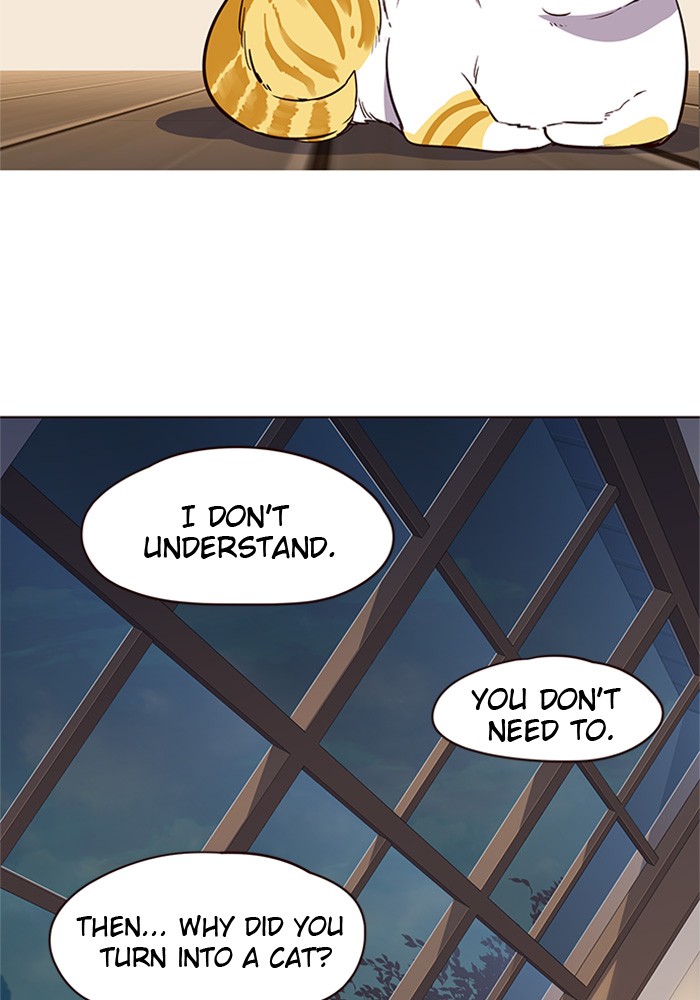 I DON'T
UNDERSTAND.
YOU DON'T
NEED TO.
THEN... WHY DID YOU
TURN INTO A CAT?